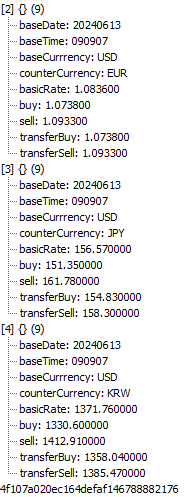 [2] {} (9)
baseDate: 20240613
baseTime: 090907
baseCurrrency: USD
counterCurrency: EUR
basicRate: 1.083600
buy: 1.073800
sell: 1.093300
transferBuy: 1.073800
transferSell: 1.093300
[3] {} (9)
baseDate: 20240613
baseTime: 090907
baseCurrrency: USD
counterCurrency: JPY
basicRate: 156.570000
buy: 151.350000
sell: 161.780000
transferBuy: 154.830000
transferSell: 158.300000
[4] {} (9)
baseDate: 20240613
baseTime: 090907
baseCurrrency: USD
counterCurrency: KRW
basicRate: 1371.760000
buy: 1330.600000
sell: 1412.910000
transferBuy: 1358.040000
transferSell: 1385.470000
4f107a020ec164defaf146788882176